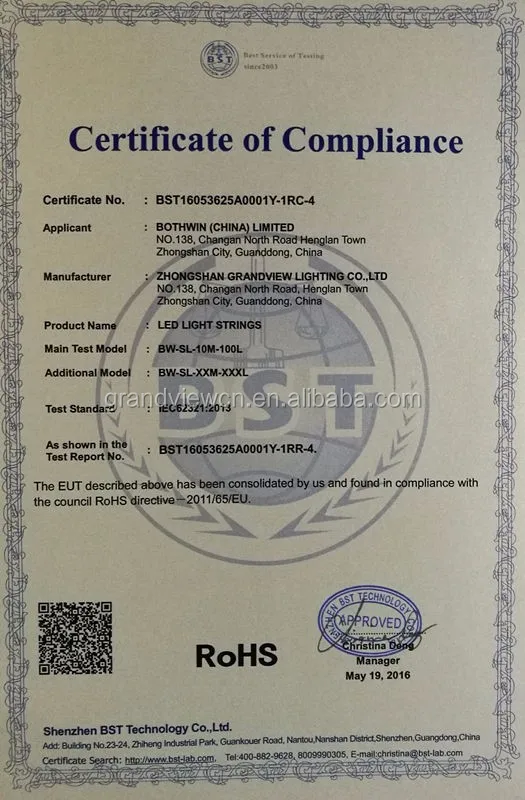 BST
Best Service of Testing
since2003
Certificate of Compliance
Certificate No. : BST16053625A0001Y-1RC-4
Applicant : BOTHWIN (CHINA) LIMITED
NO.138, Changan North Road Henglan Town
Zhongshan City, Guanddong, China
Manufacturer : ZHONGSHAN GRANDVIEW LIGHTING CO.,LTD
NO.138, Changan North Road, Henglan Town
Zhongshan City, Guanddong, China
Product Name : LED LIGHT STRINGS
Main Test Model : BW-SL-10M-100L
Additional Model : BW-SL-XXM-XXXL
BST
grandviewcn.en.alibaba.com
Test Standard : IEC62321:2013
As shown in the
Test Report No. : BST16053625A0001Y-1RR-4.
The EUT described above has been consolidated by us and found in compliance with
the council RoHS directive—2011/65/EU.
SHENZHEN BST TECHNOLOGY CO.
APPROVED
RoHS
Christina Deng
Manager
May 19, 2016
Shenzhen BST Technology Co.,Ltd.
Add: Building No.23-24, Zhiheng Industrial Park, Guankouer Road, Nantou,Nanshan District,Shenzhen,Guangdong,China
Certificate Search: http://www.bst-lab.com, Tel:400-882-9628, 8009990305, E-mail:christina@bst-lab.com